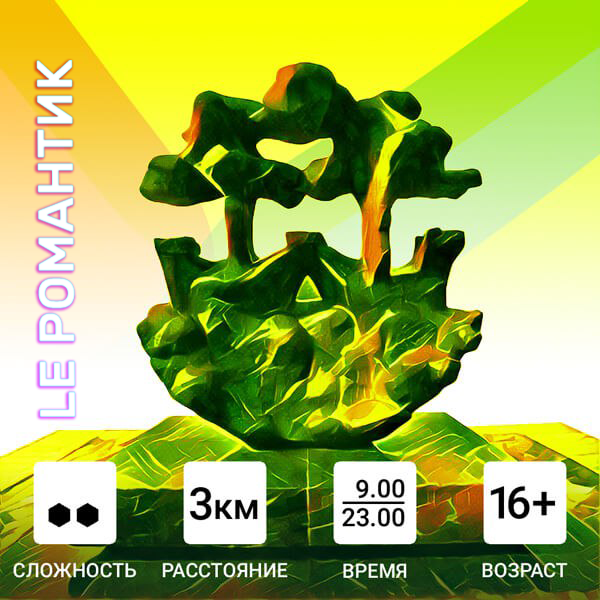 LE РОМАНТИК
3км
9.00
23.00
16+
СЛОЖНОСТЬ
РАССТОЯНИЕ
ВРЕМЯ
ВОЗРАСТ